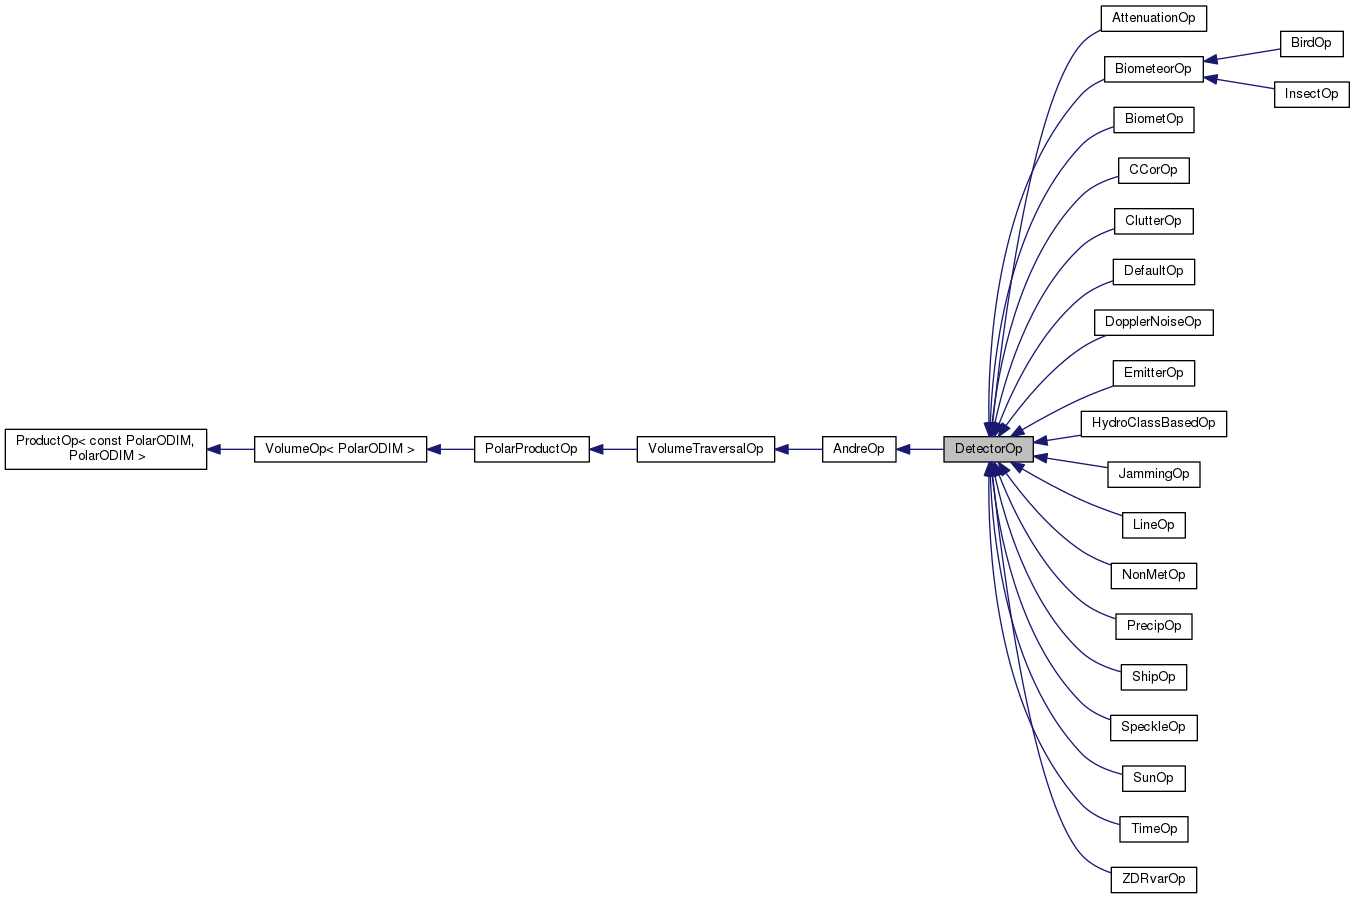 AttenuationOp
BirdOp
BiometeorOp
InsectOp
BiometOp
CCorOp
ClutterOp
DefaultOp
DopplerNoiseOp
EmitterOp
HydroClassBasedOp
ProductOp< const PolarODIM,
PolarODIM >
VolumeOp< PolarODIM >
PolarProductOp
VolumeTraversalOp
AndreOp
DetectorOp
JammingOp
LineOp
NonMetOp
PrecipOp
ShipOp
SpeckleOp
SunOp
TimeOp
ZDRvarOp